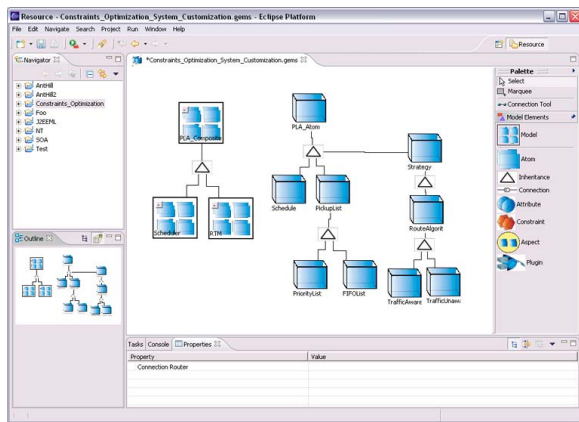 Resource - Constraints_Optimization_System_Customization.gems - Eclipse Platform
File Edit Navigate Search Project Run Window Help
Resource
Navigator
*Constraints_Optimization_System_Customization.gems
AntHill
AntHill2
Constraints_Optimization
Foo
J2EEML
NT
SOA
Test
Palette
Select
Marquee
Connection Tool
Model Elements
Model
Atom
Inheritance
Connection
Attribute
Constraint
Aspect
Plugin
PLA_Composite
Scheduler
RTM
PLA_Atom
Strategy
Schedule
PickupList
RouteAlgorit
PriorityList
FIFOList
TrafficAware
TrafficUnaw
Outline
Tasks Console Properties
Property Value
Connection Router